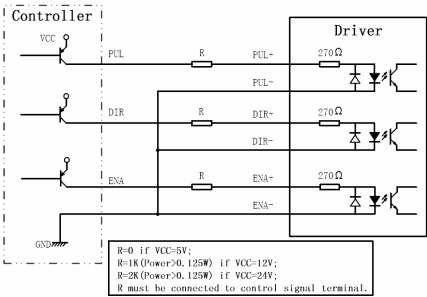 Controller
Driver
VCC
PUL
R
PUL+
270Ω
PUL-
DIR
R
DIR+
270Ω
DIR-
ENA
R
ENA+
270Ω
ENA-
GND
R=0 if VCC=5V;
R=1K(Power>0.125W) if VCC=12V;
R=2K(Power>0.125W) if VCC=24V;
R must be connected to control signal terminal.